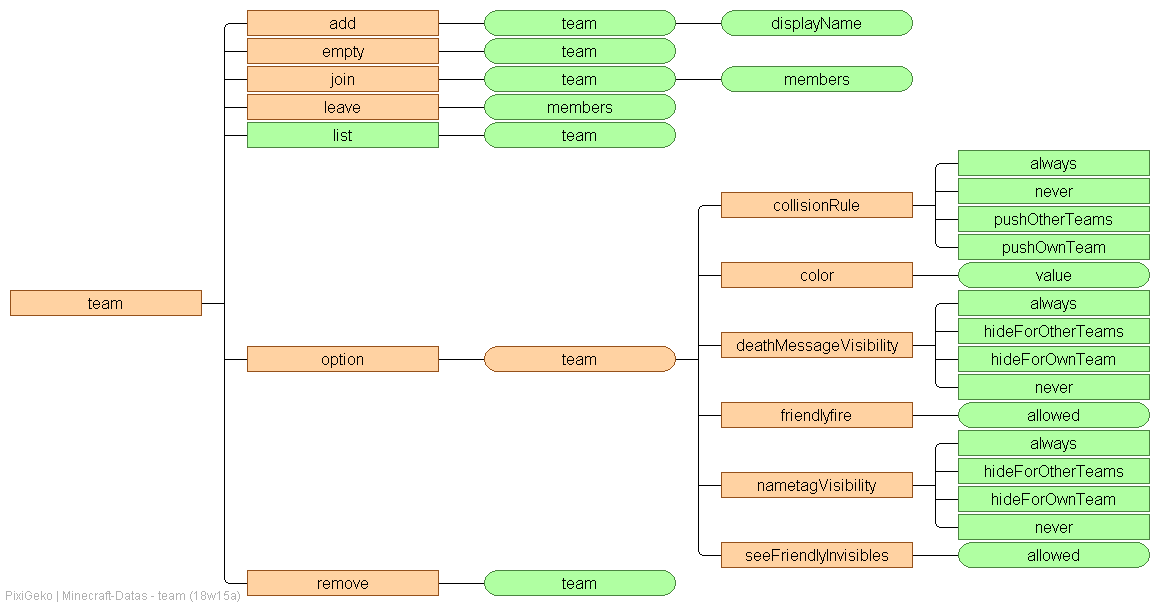 add team displayName
empty team
join team members
leave members
list team
always
never
collisionRule
pushOtherTeams
pushOwnTeam
color value
team
always
hideForOtherTeams
deathMessageVisibility
option team
hideForOwnTeam
never
friendlyfire allowed
always
hideForOtherTeams
nametagVisibility
hideForOwnTeam
never
seeFriendlyInvisibles allowed
remove team
PixiGeko | Minecraft-Datas - team (18w15a)